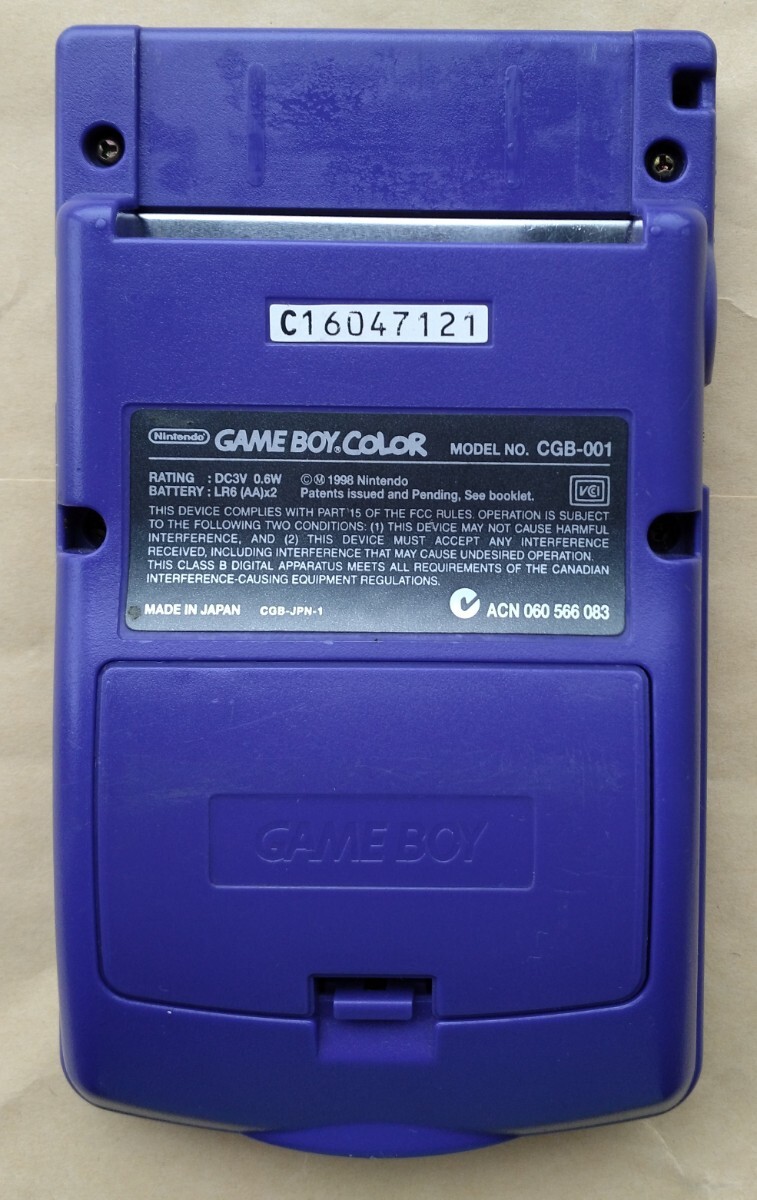 C16047121
Nintendo GAME BOY COLOR MODEL NO. CGB-001
RATING : DC3V 0.6W ©Ⓜ1998 Nintendo
BATTERY : LR6 (AA)x2 Patents issued and Pending, See booklet.
VCI
THIS DEVICE COMPLIES WITH PART 15 OF THE FCC RULES. OPERATION IS SUBJECT
TO THE FOLLOWING TWO CONDITIONS: (1) THIS DEVICE MAY NOT CAUSE HARMFUL
INTERFERENCE, AND (2) THIS DEVICE MUST ACCEPT ANY INTERFERENCE
RECEIVED, INCLUDING INTERFERENCE THAT MAY CAUSE UNDESIRED OPERATION.
THIS CLASS B DIGITAL APPARATUS MEETS ALL REQUIREMENTS OF THE CANADIAN
INTERFERENCE-CAUSING EQUIPMENT REGULATIONS.
MADE IN JAPAN CGB-JPN-1 ACN 060 566 083
GAME BOY